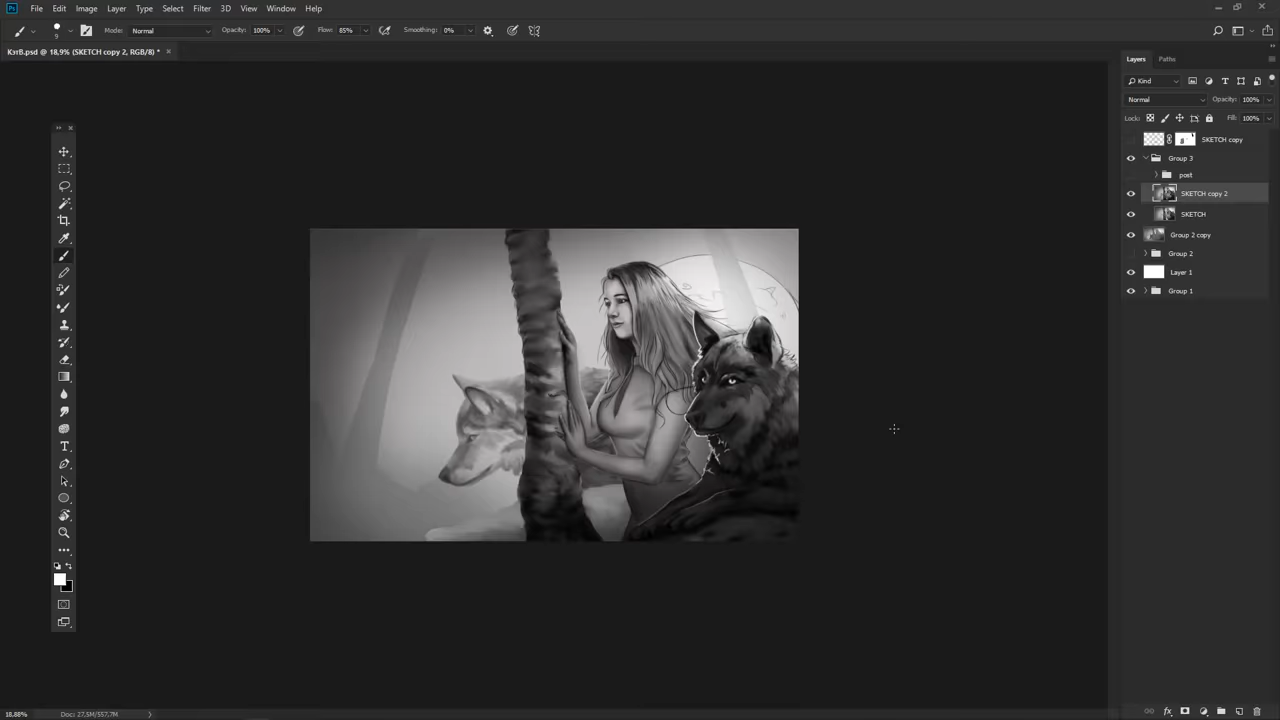 Ps File Edit Image Layer Type Select Filter 3D View Window Help
9 Mode: Normal Opacity: 100% Flow: 85% Smoothing: 0%
КэтВ.psd @ 18,9% (SKETCH copy 2, RGB/8) * ×
Layers Paths
Kind
Normal Opacity: 100%
Lock: Fill: 100%
SKETCH copy
Group 3
post
SKETCH copy 2
SKETCH
Group 2 copy
Group 2
Layer 1
Group 1
18,88% Doc: 27,5M/557,7M